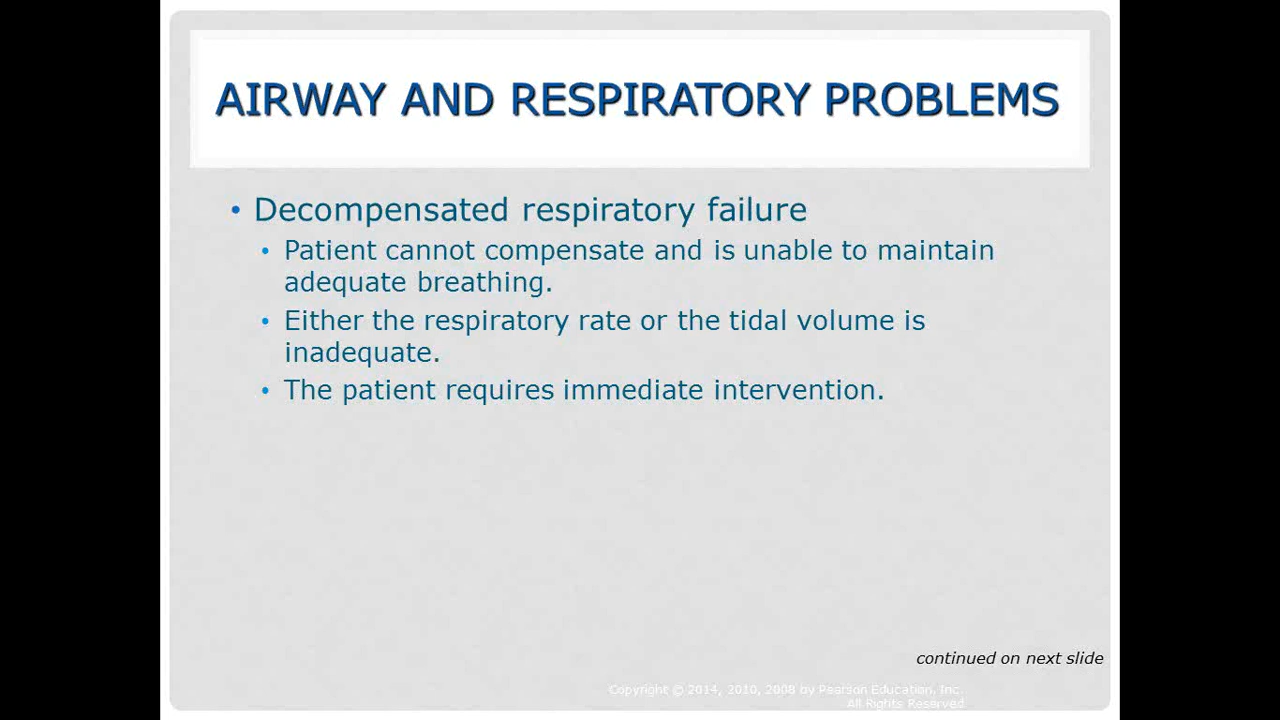 AIRWAY AND RESPIRATORY PROBLEMS
• Decompensated respiratory failure
• Patient cannot compensate and is unable to maintain
adequate breathing.
• Either the respiratory rate or the tidal volume is
inadequate.
• The patient requires immediate intervention.
continued on next slide
Copyright © 2014, 2010, 2008 by Pearson Education, Inc.
All Rights Reserved